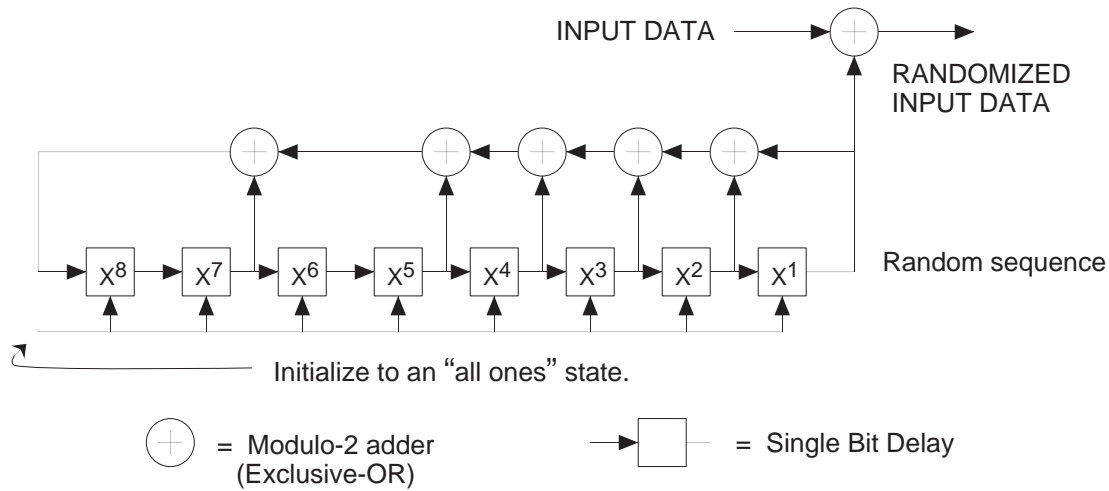 INPUT DATA
RANDOMIZED
INPUT DATA
X⁸ X⁷ X⁶ X⁵ X⁴ X³ X² X¹
Random sequence
Initialize to an “all ones” state.
= Modulo-2 adder
(Exclusive-OR)
= Single Bit Delay